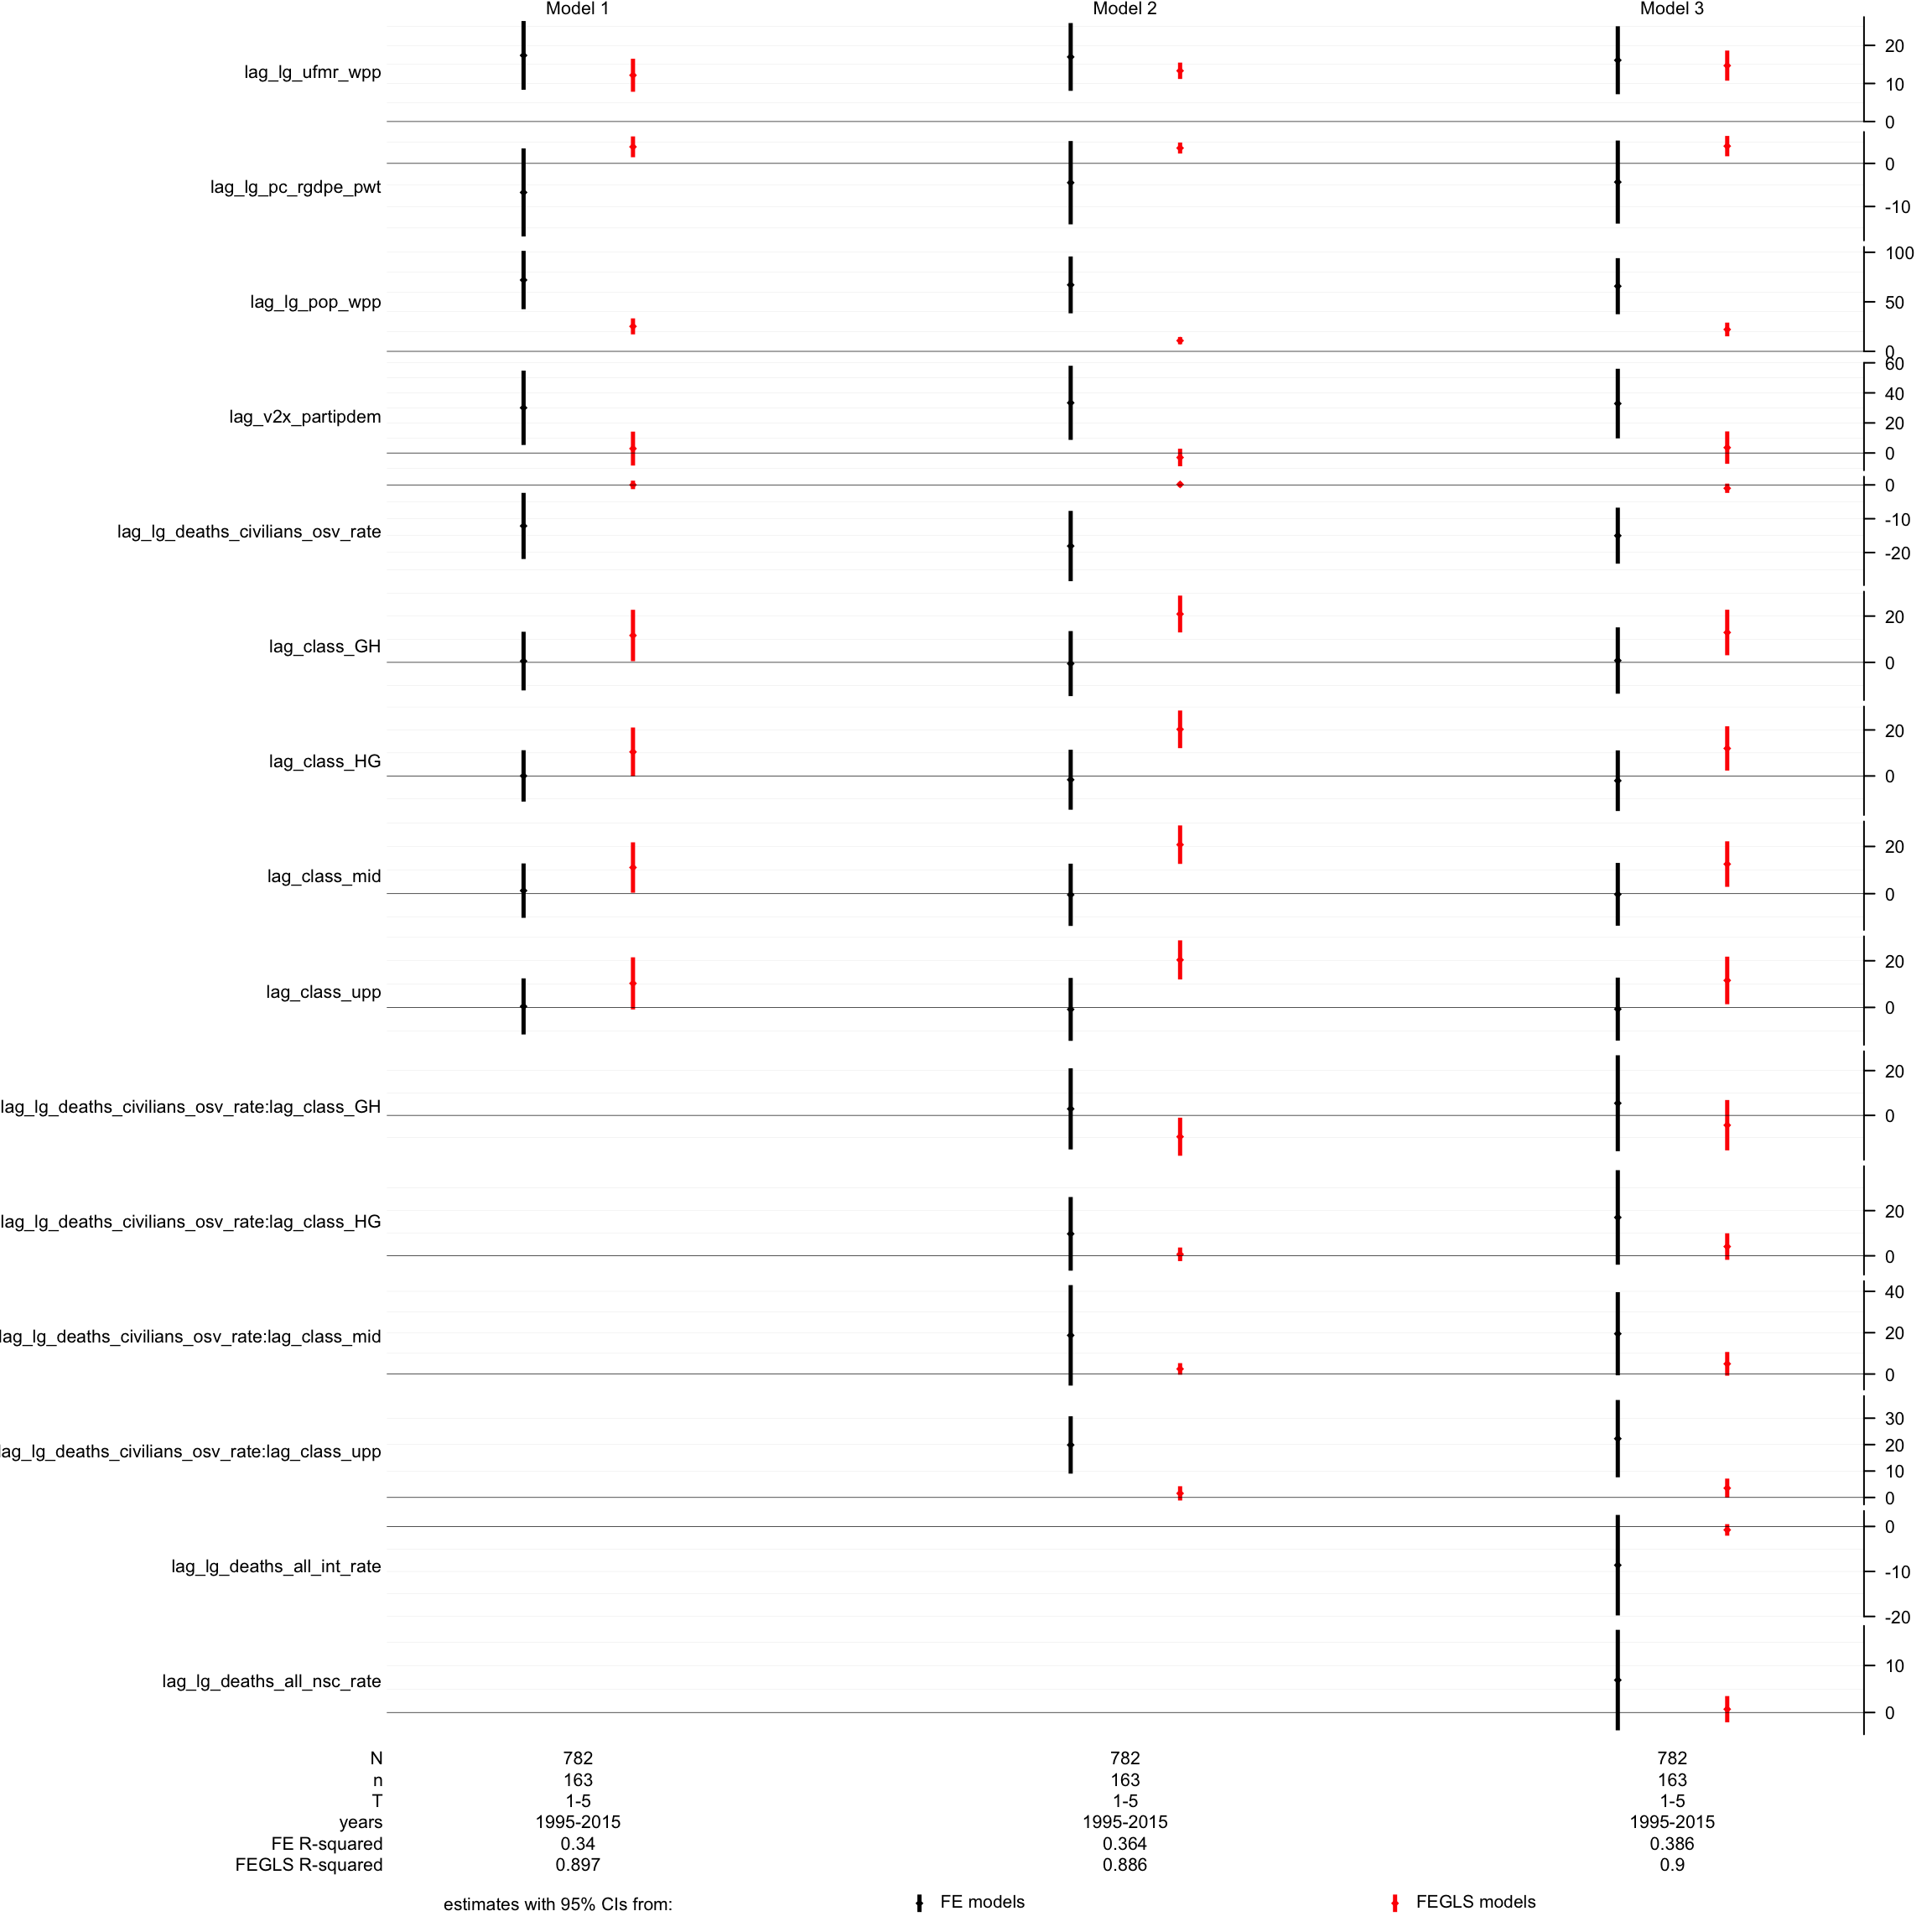 Model 1 Model 2 Model 3
lag_lg_ufmr_wpp 20 10 0
lag_lg_pc_rgdpe_pwt 0 -10
lag_lg_pop_wpp 100 50 0
lag_v2x_partipdem 60 40 20 0
lag_lg_deaths_civilians_osv_rate 0 -10 -20
lag_class_GH 20 0
lag_class_HG 20 0
lag_class_mid 20 0
lag_class_upp 20 0
lag_lg_deaths_civilians_osv_rate:lag_class_GH 20 0
lag_lg_deaths_civilians_osv_rate:lag_class_HG 20 0
lag_lg_deaths_civilians_osv_rate:lag_class_mid 40 20 0
lag_lg_deaths_civilians_osv_rate:lag_class_upp 30 20 10 0
lag_lg_deaths_all_int_rate 0 -10 -20
lag_lg_deaths_all_nsc_rate 10 0
N 782 782 782
n 163 163 163
T 1-5 1-5 1-5
years 1995-2015 1995-2015 1995-2015
FE R-squared 0.34 0.364 0.386
FEGLS R-squared 0.897 0.886 0.9
estimates with 95% CIs from: FE models FEGLS models